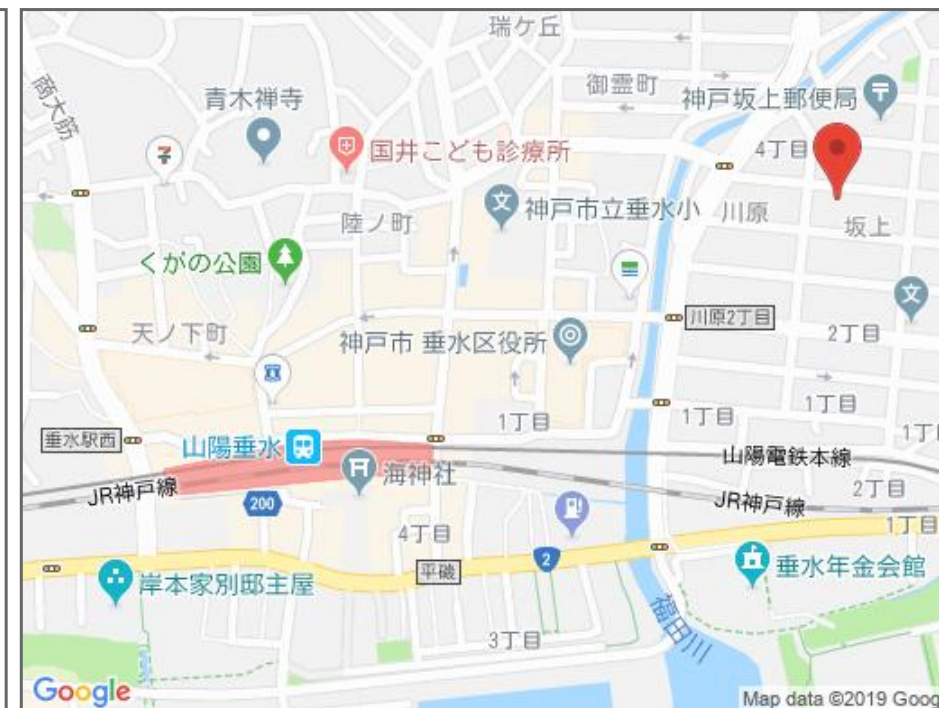 瑞ケ丘
商大筋
青木禅寺
御霊町
神戸坂上郵便局
国井こども診療所
4丁目
陸ノ町
神戸市立垂水小
川原
坂上
くがの公園
天ノ下町
神戸市 垂水区役所
川原2丁目
2丁目
1丁目
1丁目
1丁目
1丁目
垂水駅西
山陽垂水
海神社
山陽電鉄本線
JR神戸線
200
JR神戸線
2丁目
4丁目
1丁目
平磯
2
岸本家別邸主屋
垂水年金会館
3丁目
福田川
Google
Map data ©2019 Goog